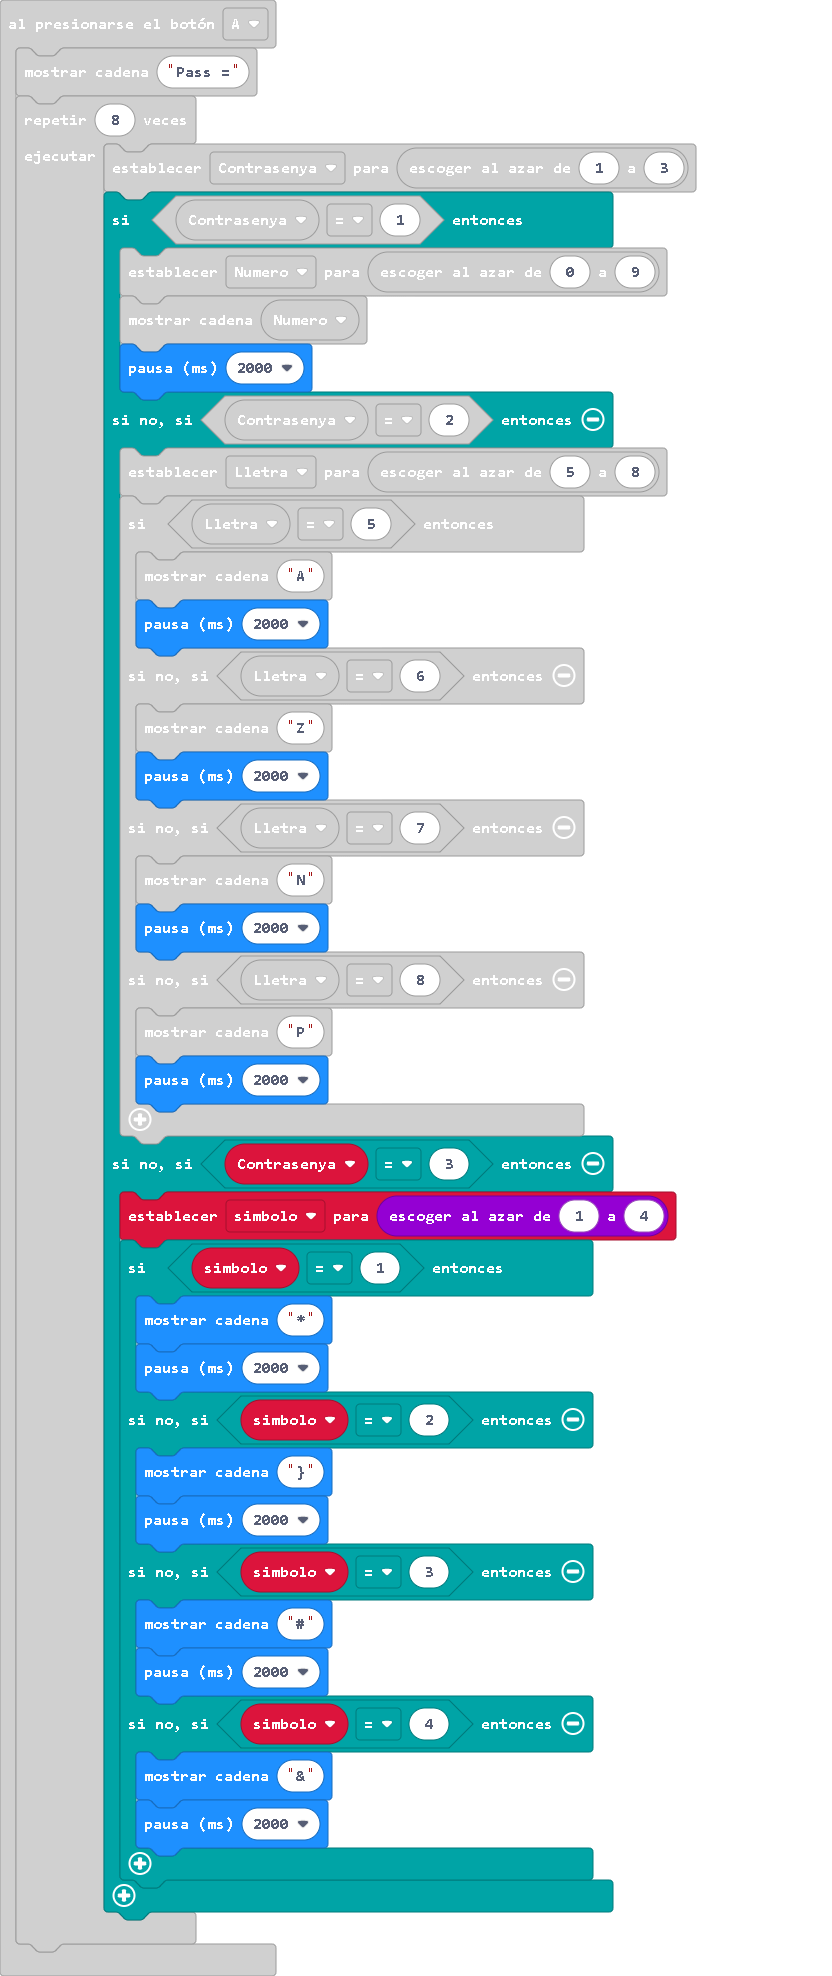 al presionarse el botón A
mostrar cadena "Pass ="
repetir 8 veces
ejecutar
establecer Contrasenya para escoger al azar de 1 a 3
si Contrasenya = 1 entonces
establecer Numero para escoger al azar de 0 a 9
mostrar cadena Numero
pausa (ms) 2000
si no, si Contrasenya = 2 entonces
establecer Lletra para escoger al azar de 5 a 8
si Lletra = 5 entonces
mostrar cadena "A"
pausa (ms) 2000
si no, si Lletra = 6 entonces
mostrar cadena "Z"
pausa (ms) 2000
si no, si Lletra = 7 entonces
mostrar cadena "N"
pausa (ms) 2000
si no, si Lletra = 8 entonces
mostrar cadena "P"
pausa (ms) 2000
si no, si Contrasenya = 3 entonces
establecer simbolo para escoger al azar de 1 a 4
si simbolo = 1 entonces
mostrar cadena "*"
pausa (ms) 2000
si no, si simbolo = 2 entonces
mostrar cadena "}"
pausa (ms) 2000
si no, si simbolo = 3 entonces
mostrar cadena "#"
pausa (ms) 2000
si no, si simbolo = 4 entonces
mostrar cadena "&"
pausa (ms) 2000